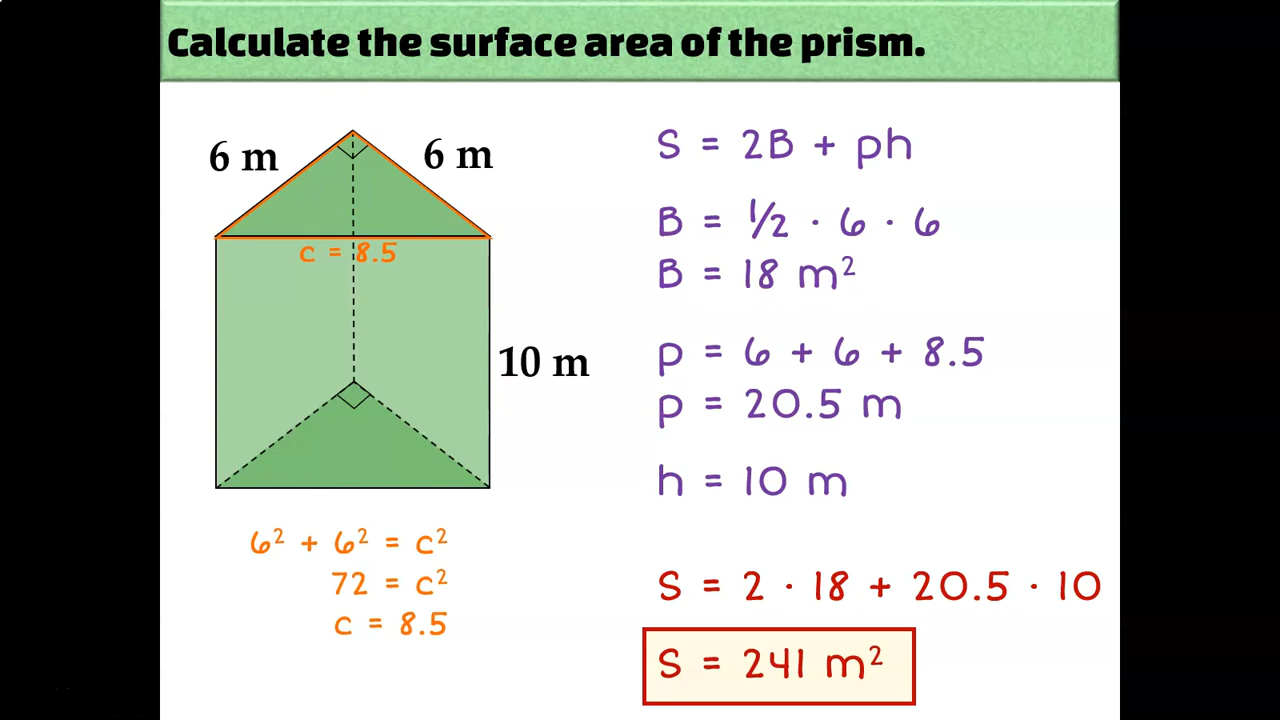 Calculate the surface area of the prism.
6 m
6 m
c = 8.5
10 m
6² + 6² = c²
72 = c²
c = 8.5
S = 2B + ph
B = ½ · 6 · 6
B = 18 m²
p = 6 + 6 + 8.5
p = 20.5 m
h = 10 m
S = 2 · 18 + 20.5 · 10
S = 241 m²